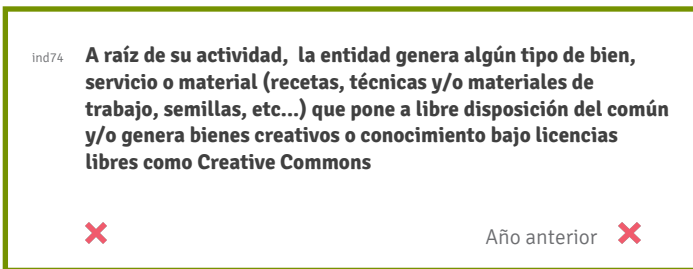 ind74 A raíz de su actividad, la entidad genera algún tipo de bien,
servicio o material (recetas, técnicas y/o materiales de
trabajo, semillas, etc...) que pone a libre disposición del común
y/o genera bienes creativos o conocimiento bajo licencias
libres como Creative Commons
Año anterior